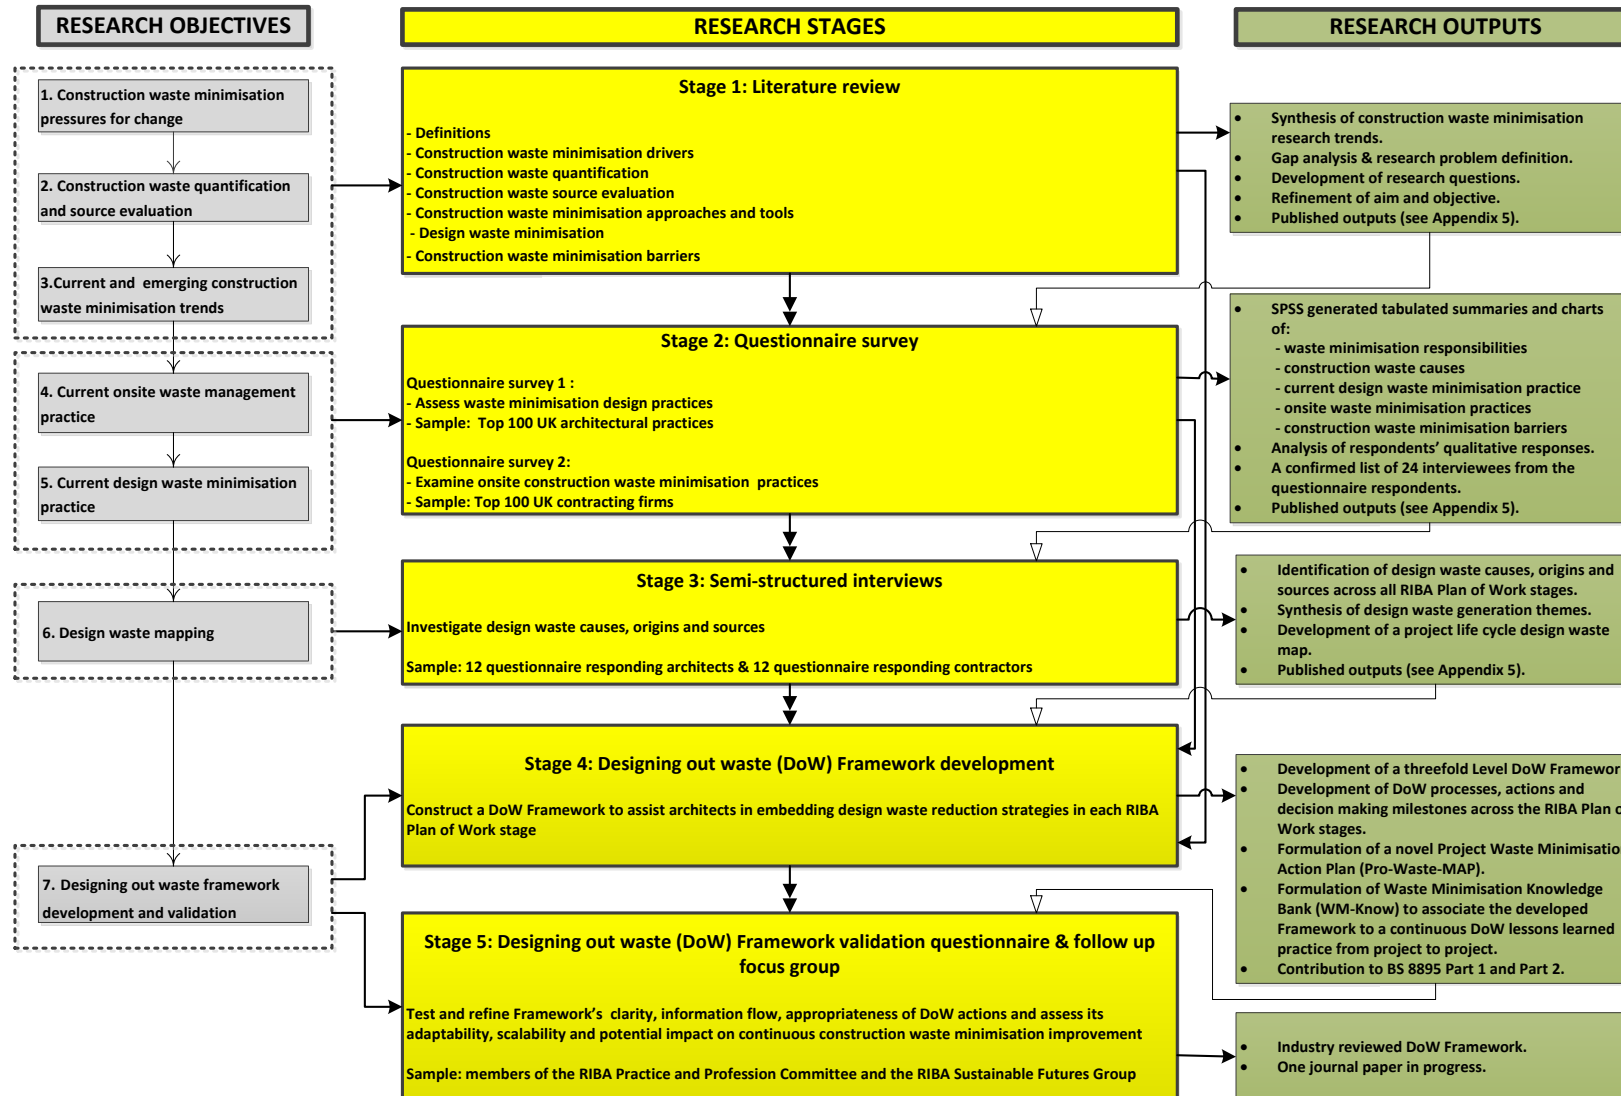 RESEARCH OBJECTIVES
1. Construction waste minimisation
pressures for change
2. Construction waste quantification
and source evaluation
3.Current and emerging construction
waste minimisation trends
4. Current onsite waste management
practice
5. Current design waste minimisation
practice
6. Design waste mapping
7. Designing out waste framework
development and validation
RESEARCH STAGES
Stage 1: Literature review
- Definitions
- Construction waste minimisation drivers
- Construction waste quantification
- Construction waste source evaluation
- Construction waste minimisation approaches and tools
- Design waste minimisation
- Construction waste minimisation barriers
Stage 2: Questionnaire survey
Questionnaire survey 1 :
- Assess waste minimisation design practices
- Sample: Top 100 UK architectural practices
Questionnaire survey 2:
- Examine onsite construction waste minimisation practices
- Sample: Top 100 UK contracting firms
Stage 3: Semi-structured interviews
Investigate design waste causes, origins and sources
Sample: 12 questionnaire responding architects & 12 questionnaire responding contractors
Stage 4: Designing out waste (DoW) Framework development
Construct a DoW Framework to assist architects in embedding design waste reduction strategies in each RIBA
Plan of Work stage
Stage 5: Designing out waste (DoW) Framework validation questionnaire & follow up
focus group
Test and refine Framework's clarity, information flow, appropriateness of DoW actions and assess its
adaptability, scalability and potential impact on continuous construction waste minimisation improvement
Sample: members of the RIBA Practice and Profession Committee and the RIBA Sustainable Futures Group
RESEARCH OUTPUTS
• Synthesis of construction waste minimisation
research trends.
• Gap analysis & research problem definition.
• Development of research questions.
• Refinement of aim and objective.
• Published outputs (see Appendix 5).
• SPSS generated tabulated summaries and charts
of:
- waste minimisation responsibilities
- construction waste causes
- current design waste minimisation practice
- onsite waste minimisation practices
- construction waste minimisation barriers
• Analysis of respondents' qualitative responses.
• A confirmed list of 24 interviewees from the
questionnaire respondents.
• Published outputs (see Appendix 5).
• Identification of design waste causes, origins and
sources across all RIBA Plan of Work stages.
• Synthesis of design waste generation themes.
• Development of a project life cycle design waste
map.
• Published outputs (see Appendix 5).
• Development of a threefold Level DoW Framewor
• Development of DoW processes, actions and
decision making milestones across the RIBA Plan o
Work stages.
• Formulation of a novel Project Waste Minimisatio
Action Plan (Pro-Waste-MAP).
• Formulation of Waste Minimisation Knowledge
Bank (WM-Know) to associate the developed
Framework to a continuous DoW lessons learned
practice from project to project.
• Contribution to BS 8895 Part 1 and Part 2.
• Industry reviewed DoW Framework.
• One journal paper in progress.